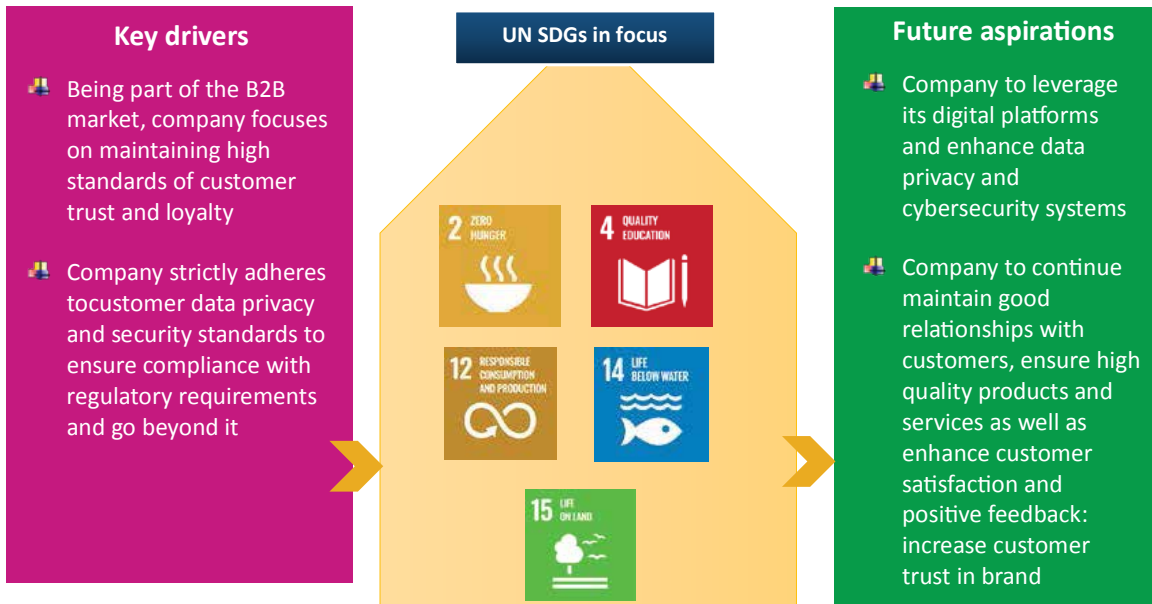 Key drivers
Being part of the B2B
market, company focuses
on maintaining high
standards of customer
trust and loyalty
Company strictly adheres
tocustomer data privacy
and security standards to
ensure compliance with
regulatory requirements
and go beyond it
UN SDGs in focus
2 ZERO
HUNGER
4 QUALITY
EDUCATION
12 RESPONSIBLE
CONSUMPTION
AND PRODUCTION
14 LIFE
BELOW WATER
15 LIFE
ON LAND
Future aspirations
Company to leverage
its digital platforms
and enhance data
privacy and
cybersecurity systems
Company to continue
maintain good
relationships with
customers, ensure high
quality products and
services as well as
enhance customer
satisfaction and
positive feedback:
increase customer
trust in brand